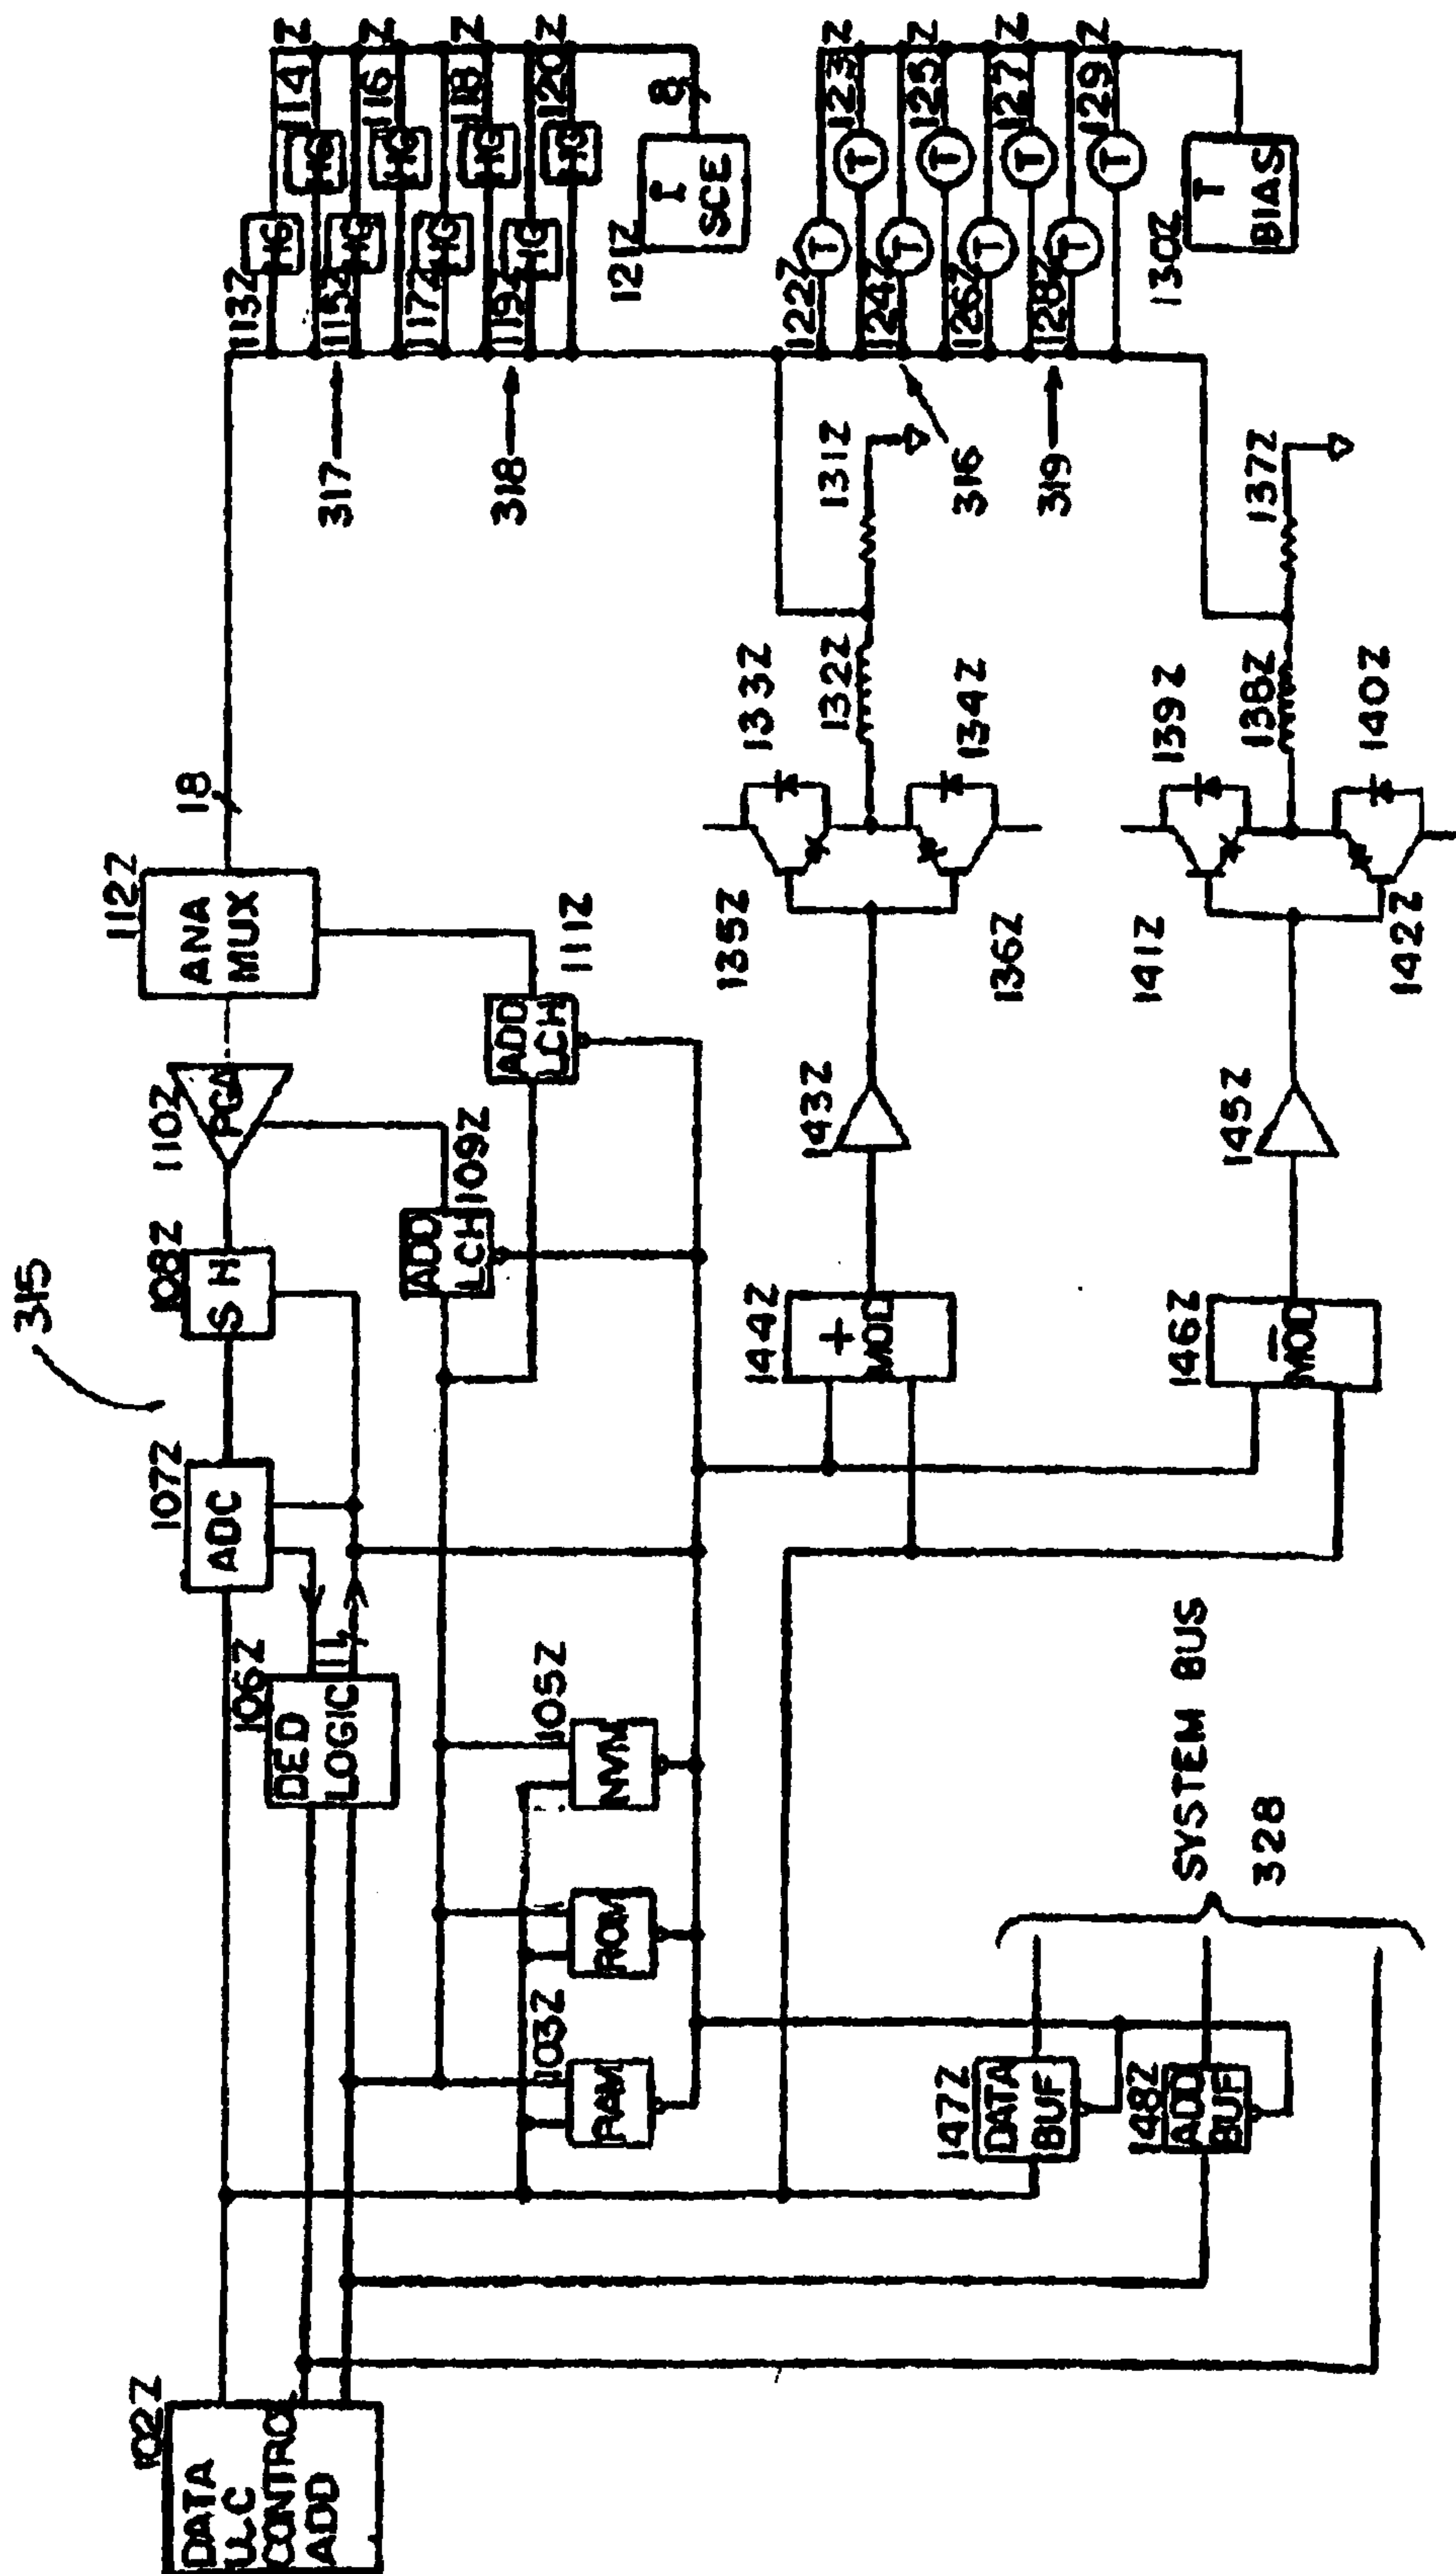 315
102Z
DATA
U.C
CONTROL
ADD
106Z
DED
LOGIC
11
107Z
ADC
108Z
S H
110Z
PGA
112Z
ANA
MUX
18
109Z
ADD
LCH
111Z
ADD
LCH
103Z
RAM
ROM
105Z
NVM
113Z
HG
114Z
HG
115Z
HG
116Z
HG
117Z
HG
118Z
HG
119Z
HG
120Z
HG
317
318
8
121Z
I
SCE
122Z
T
123Z
T
124Z
T
125Z
T
126Z
T
127Z
T
128Z
T
129Z
T
316
319
130Z
T
BIAS
144Z
+
MOD
143Z
135Z
133Z
136Z
134Z
132Z
131Z
146Z
–
MOD
145Z
141Z
139Z
142Z
140Z
138Z
137Z
147Z
DATA
BUF
148Z
ADD
BUF
SYSTEM BUS
328